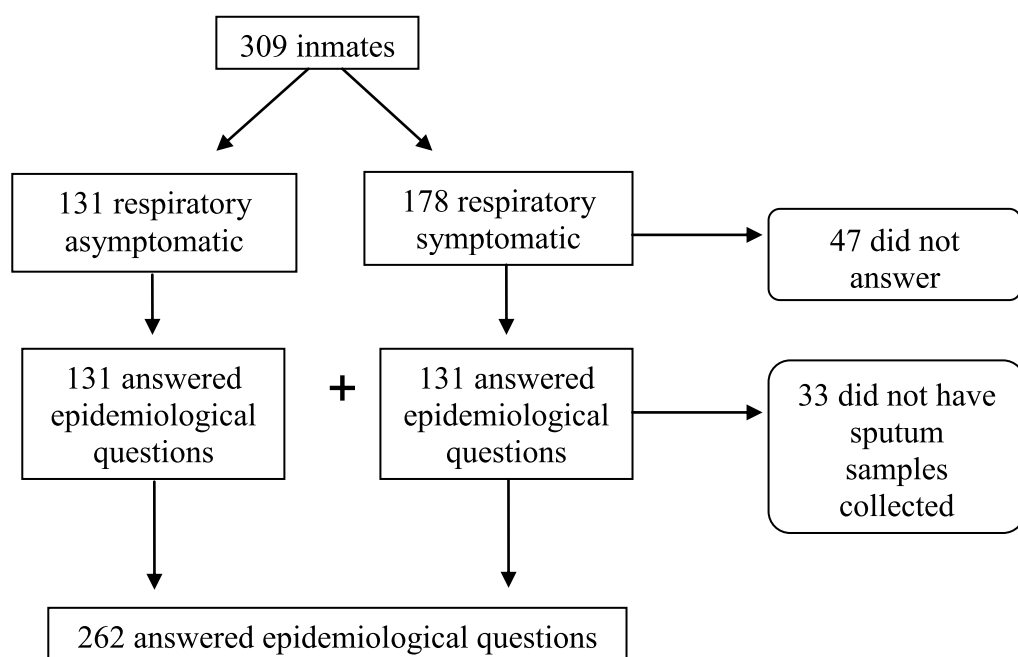 309 inmates
131 respiratory
asymptomatic
178 respiratory
symptomatic
47 did not
answer
131 answered
epidemiological
questions
+
131 answered
epidemiological
questions
33 did not have
sputum
samples
collected
262 answered epidemiological questions